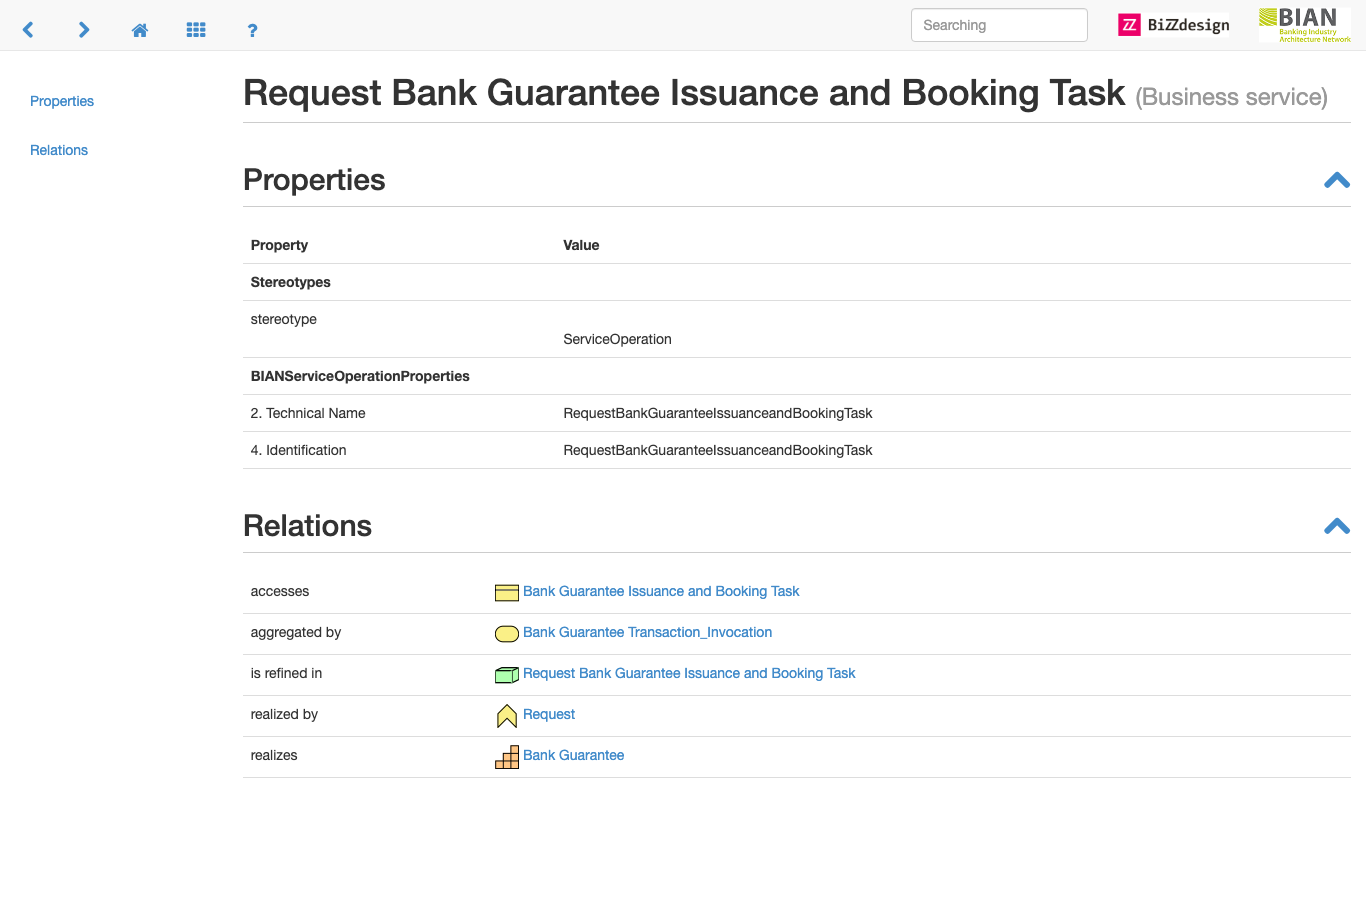 ?
Searching
ZZ BiZZdesign
BIAN
Banking Industry
Architecture Network
Properties
Relations
Request Bank Guarantee Issuance and Booking Task (Business service)
Properties
Property Value
Stereotypes
stereotype
ServiceOperation
BIANServiceOperationProperties
2. Technical Name RequestBankGuaranteeIssuanceandBookingTask
4. Identification RequestBankGuaranteeIssuanceandBookingTask
Relations
accesses Bank Guarantee Issuance and Booking Task
aggregated by Bank Guarantee Transaction_Invocation
is refined in Request Bank Guarantee Issuance and Booking Task
realized by Request
realizes Bank Guarantee